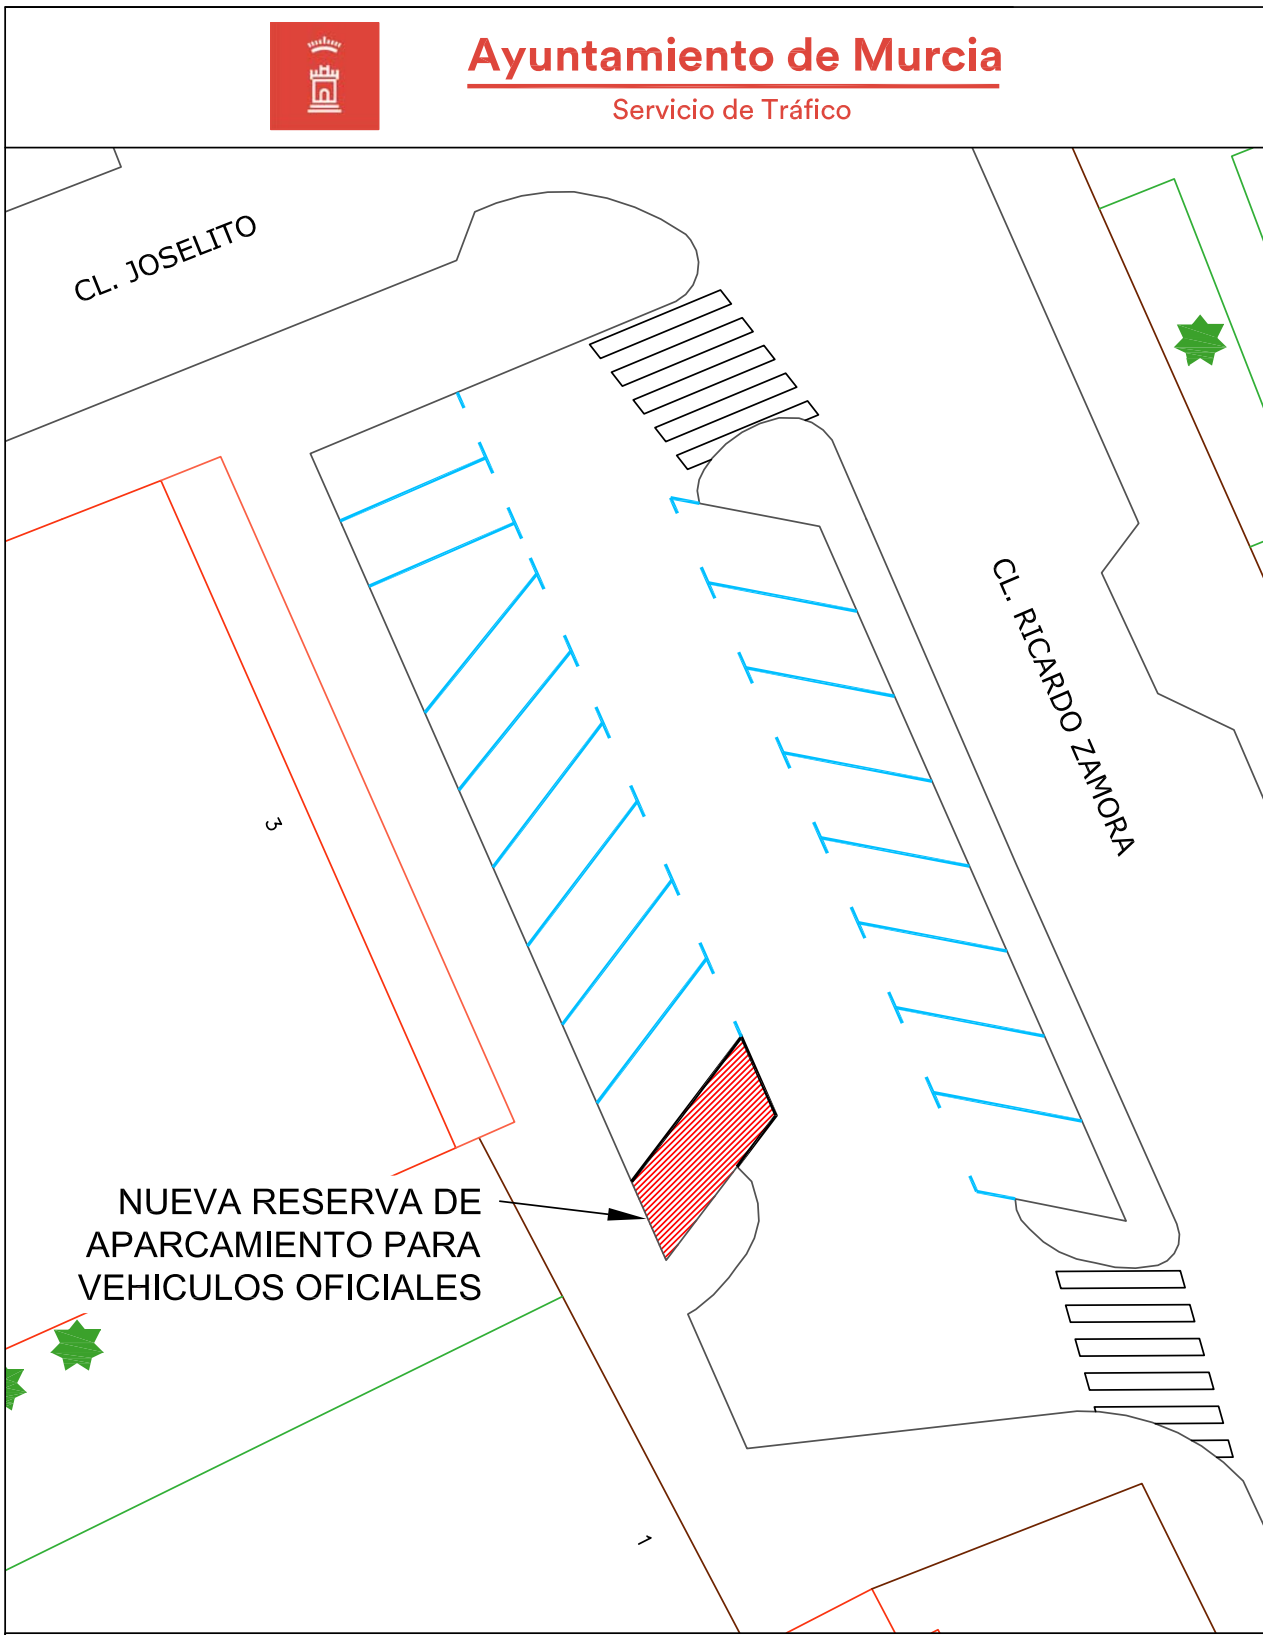 Ayuntamiento de Murcia
Servicio de Tráfico
CL. JOSELITO
CL. RICARDO ZAMORA
3
NUEVA RESERVA DE
APARCAMIENTO PARA
VEHICULOS OFICIALES
1